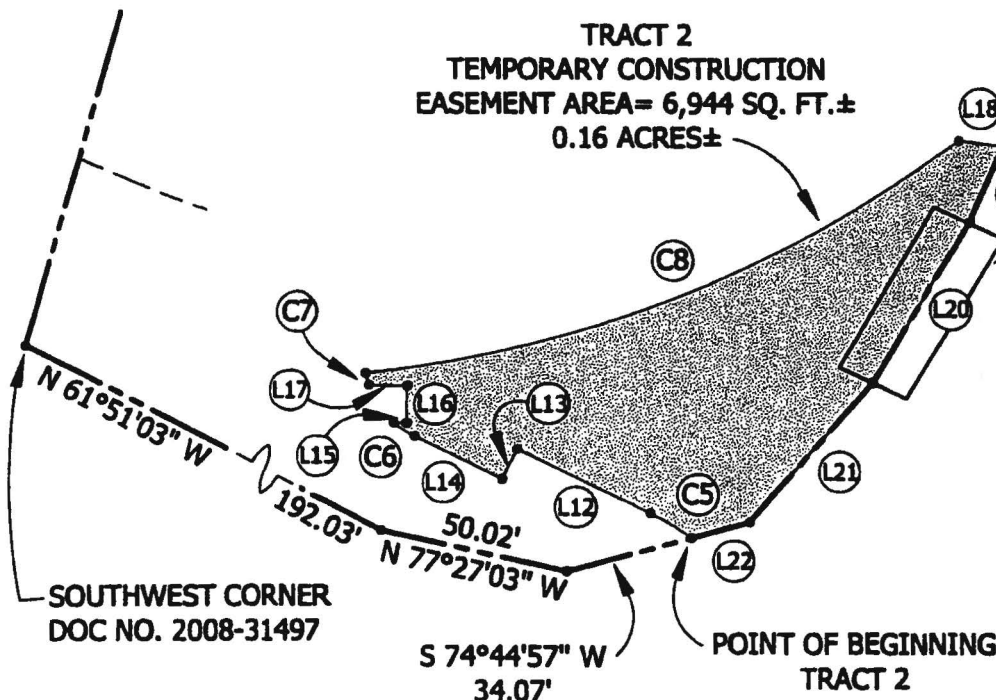 TRACT 2
TEMPORARY CONSTRUCTION
EASEMENT AREA= 6,944 SQ. FT.±
0.16 ACRES±
L18
C8
C7
L20
L17
L16
L13
N 61°51'03" W
L15
C6
L14
L12
C5
L21
192.03'
50.02'
N 77°27'03" W
L22
SOUTHWEST CORNER
DOC NO. 2008-31497
S 74°44'57" W
34.07'
POINT OF BEGINNING
TRACT 2